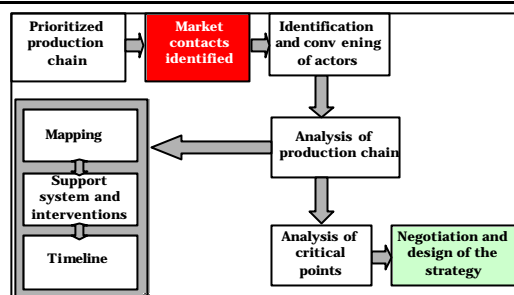 Prioritized
production
chain
Market
contacts
identified
Identification
and conv ening
of actors
Mapping
Support
system and
interventions
Timeline
Analysis of
production chain
Analysis of
critical
points
Negotiation and
design of the
strategy